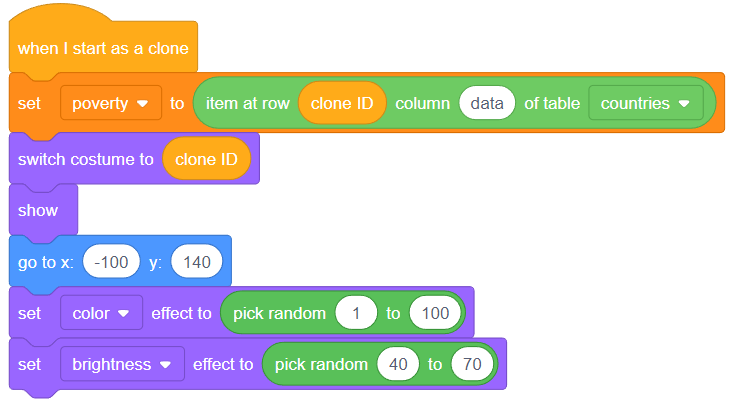 when I start as a clone
set poverty to item at row clone ID column data of table countries
switch costume to clone ID
show
go to x: -100 y: 140
set color effect to pick random 1 to 100
set brightness effect to pick random 40 to 70